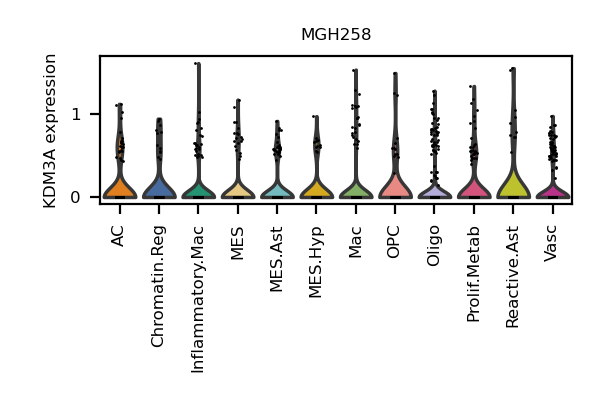 MGH258
KDM3A expression
1
0
AC
Chromatin.Reg
Inflammatory.Mac
MES
MES.Ast
MES.Hyp
Mac
OPC
Oligo
Prolif.Metab
Reactive.Ast
Vasc